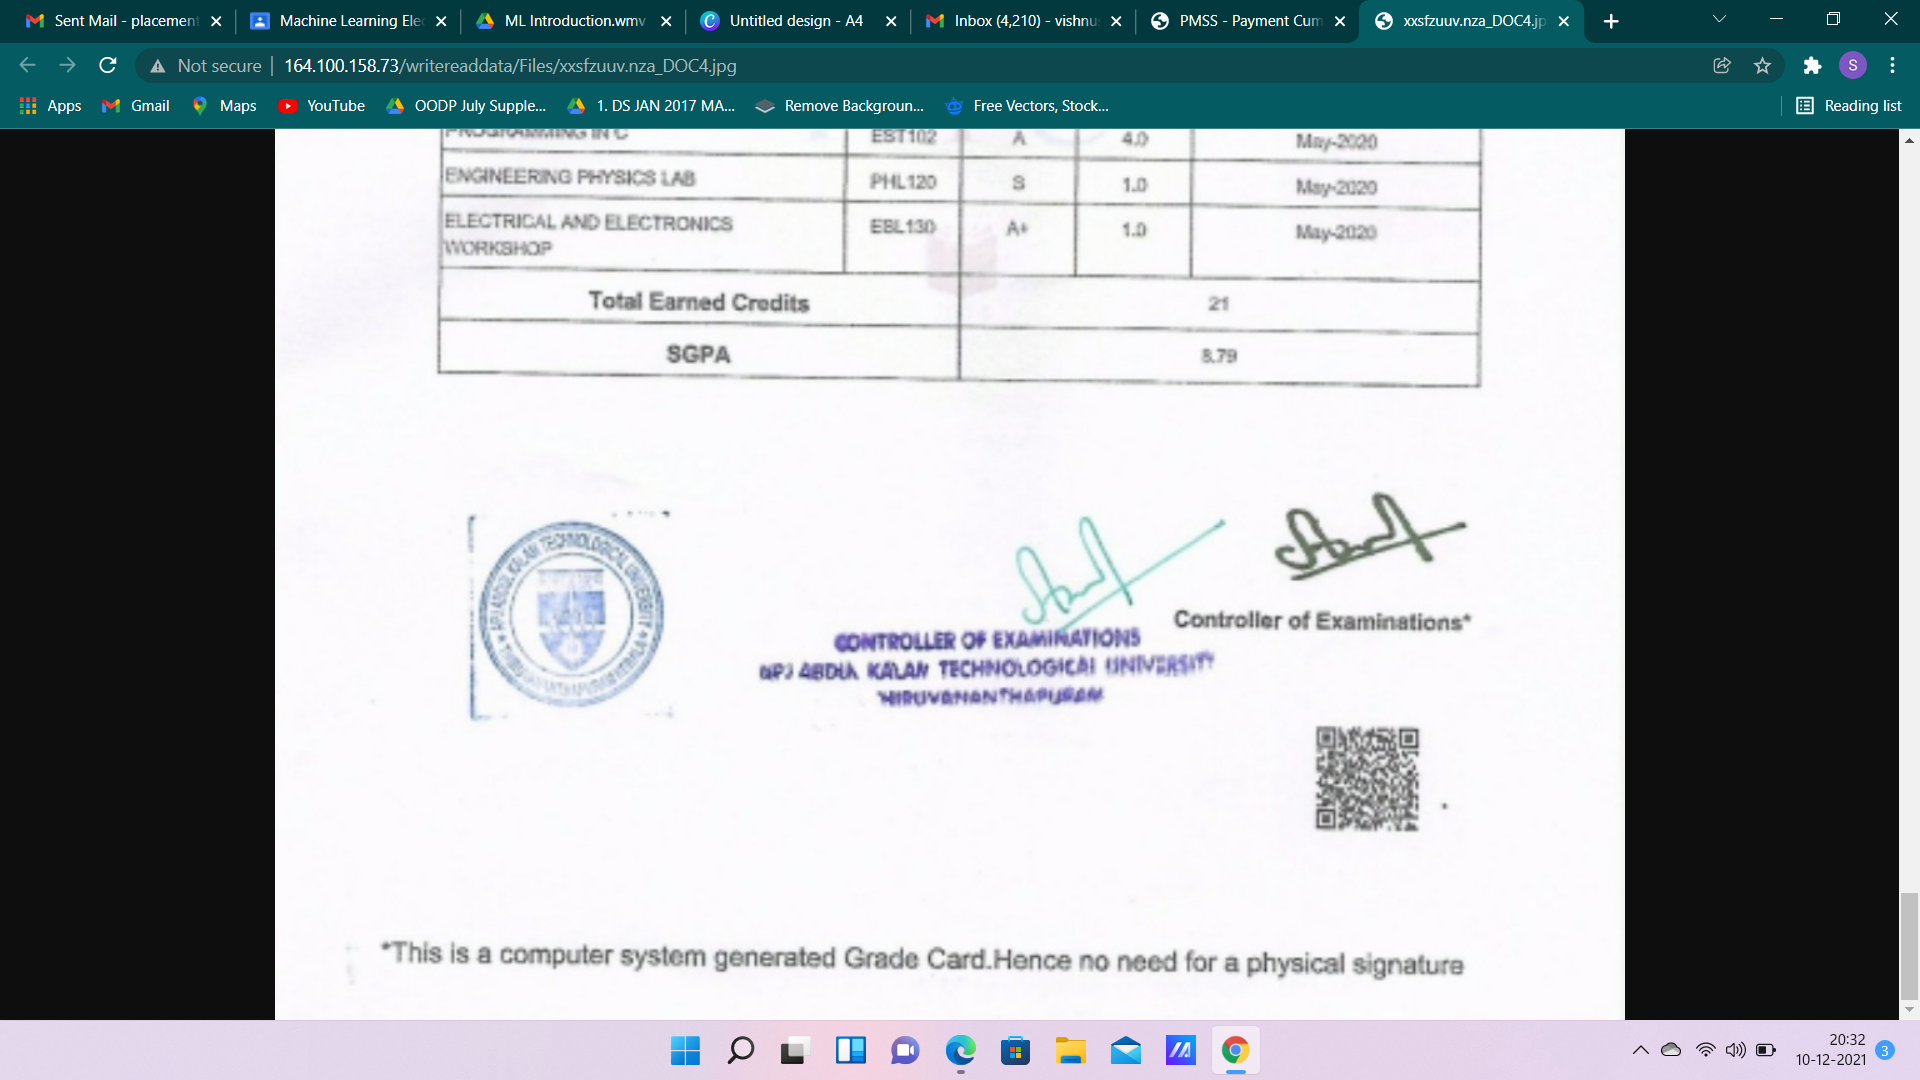 Sent Mail - placement
Machine Learning Ele
ML Introduction.wmv
Untitled design - A4
Inbox (4,210) - vishnu
PMSS - Payment Cum
xxsfzuuv.nza_DOC4.jp
Not secure
164.100.158.73/writereaddata/Files/xxsfzuuv.nza_DOC4.jpg
S
Apps
Gmail
Maps
YouTube
OODP July Supple...
1. DS JAN 2017 MA...
Remove Backgroun...
Free Vectors, Stock...
Reading list
PROGRAMMING IN C EST102 A 4.0 May-2020
ENGINEERING PHYSICS LAB PHL120 S 1.0 May-2020
ELECTRICAL AND ELECTRONICS
WORKSHOP
ESL130 A+ 1.0 May-2020
Total Earned Credits 21
SGPA 8.79
APJ ABDUL KALAM TECHNOLOGICAL UNIVERSITY
Controller of Examinations*
CONTROLLER OF EXAMINATIONS
APJ ABDUL KALAM TECHNOLOGICAL UNIVERSITY
THIRUVANANTHAPURAM
*This is a computer system generated Grade Card.Hence no need for a physical signature
20:32
10-12-2021
3